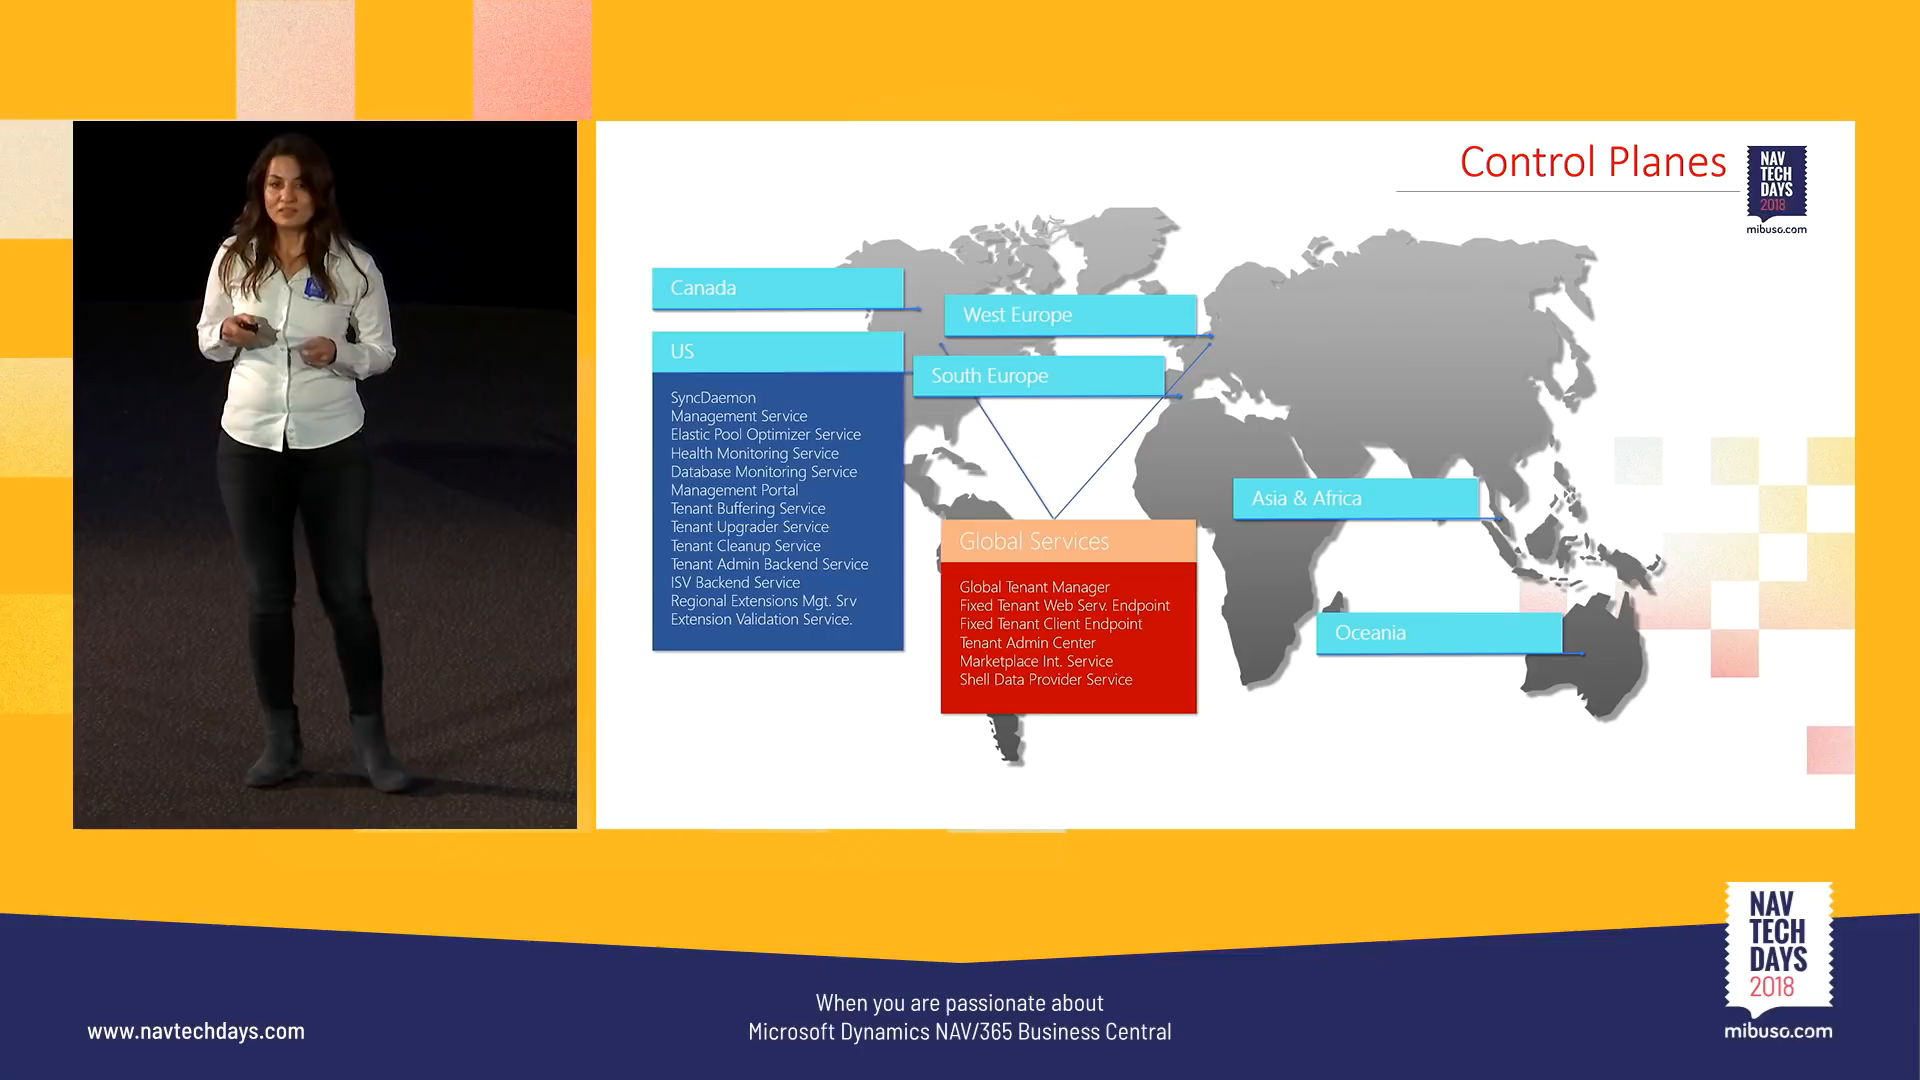 Control Planes
NAV
TECH
DAYS
2018
mibuso.com
Canada
West Europe
US
South Europe
SyncDaemon
Management Service
Elastic Pool Optimizer Service
Health Monitoring Service
Database Monitoring Service
Management Portal
Tenant Buffering Service
Tenant Upgrader Service
Tenant Cleanup Service
Tenant Admin Backend Service
ISV Backend Service
Regional Extensions Mgt. Srv
Extension Validation Service.
Asia & Africa
Global Services
Global Tenant Manager
Fixed Tenant Web Serv. Endpoint
Fixed Tenant Client Endpoint
Tenant Admin Center
Marketplace Int. Service
Shell Data Provider Service
Oceania
NAV
TECH
DAYS
2018
mibuso.com
When you are passionate about
Microsoft Dynamics NAV/365 Business Central
www.navtechdays.com